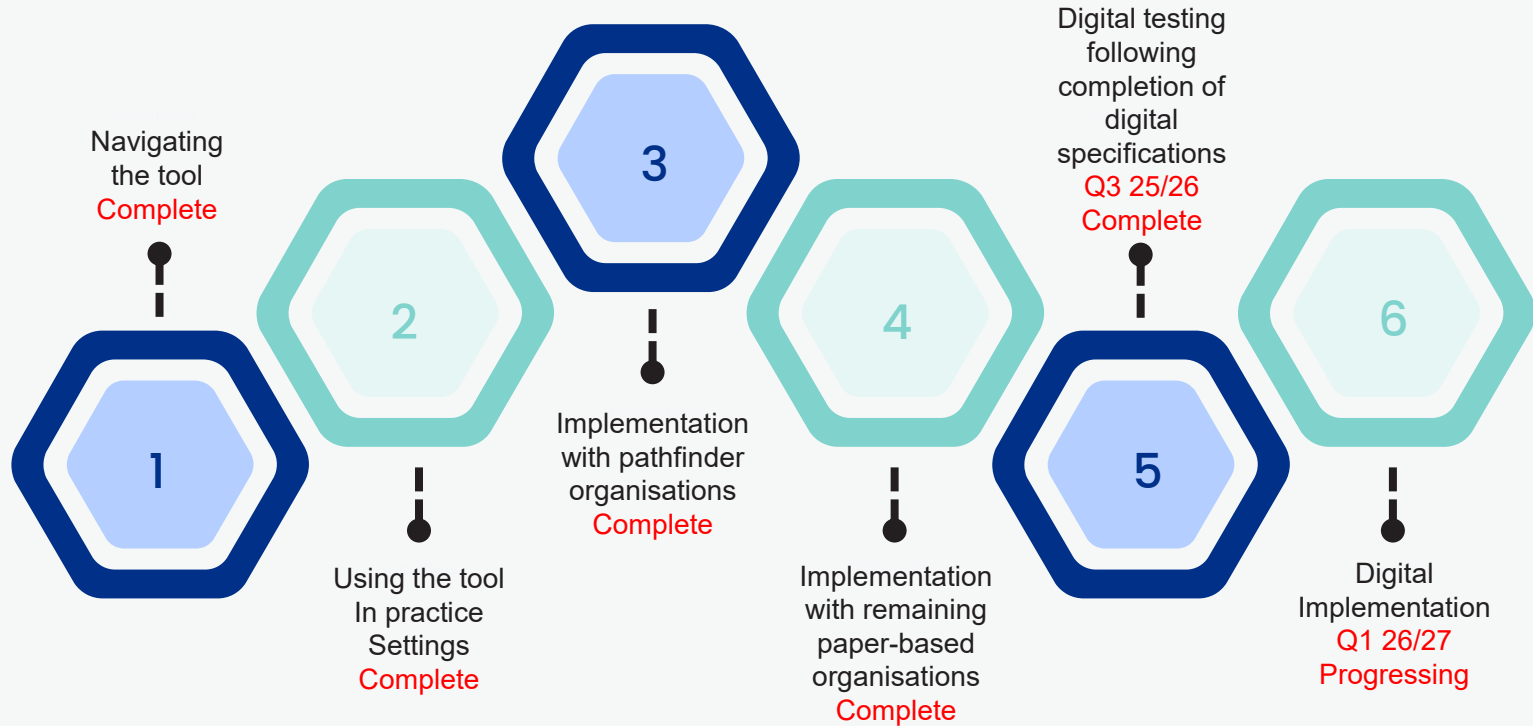 1
Navigating
the tool
Complete
2
Using the tool
In practice
Settings
Complete
3
Implementation
with pathfinder
organisations
Complete
4
Implementation
with remaining
paper-based
organisations
Complete
5
Digital testing
following
completion of
digital
specifications
Q3 25/26
Complete
6
Digital
Implementation
Q1 26/27
Progressing